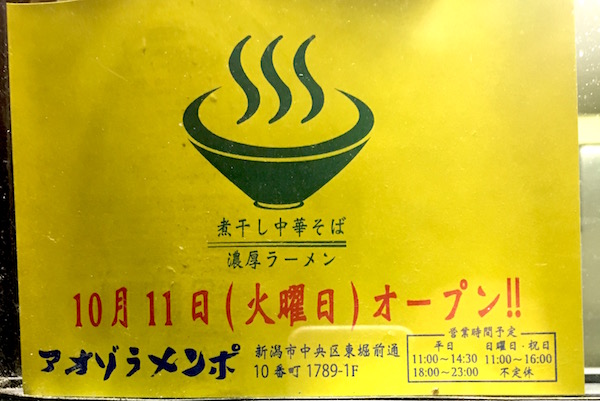 煮干し中華そば
濃厚ラーメン
10月11日(火曜日)オープン!!
アオゾラメンポ
新潟市中央区東堀前通
10番町1789-1F
営業時間予定
平日 日曜日・祝日
11:00～14:30 11:00～16:00
18:00～23:00 不定休